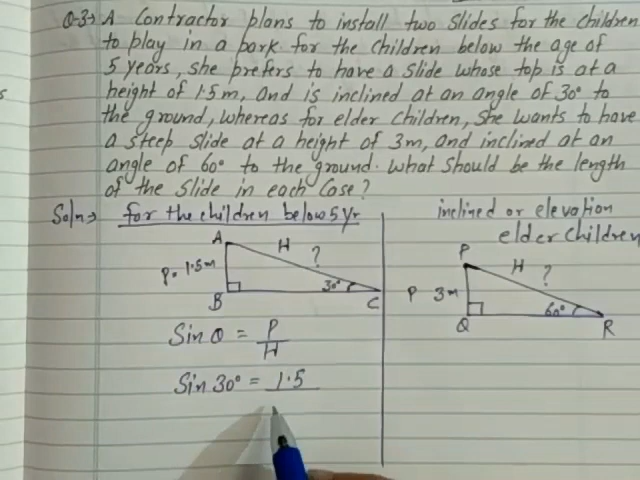 Q.3→ A Contractor plans to install two Slides for the children
to play in a park. for the children below the age of
5 years, she prefers to have a slide whose top is at a
height of 1.5 m, and is inclined at an angle of 30° to
the ground, whereas for elder children, She wants to have
a steep slide at a height of 3m, and inclined at an
angle of 60° to the ground. What should be the length
of the slide in each Case?
Soln→ for the children below 5 yr
A
H
?
P = 1.5m
30°
B
C
Sin θ = P/H
Sin 30° = 1.5
inclined or elevation
elder children
P
H
?
P 3m
60°
Q
R